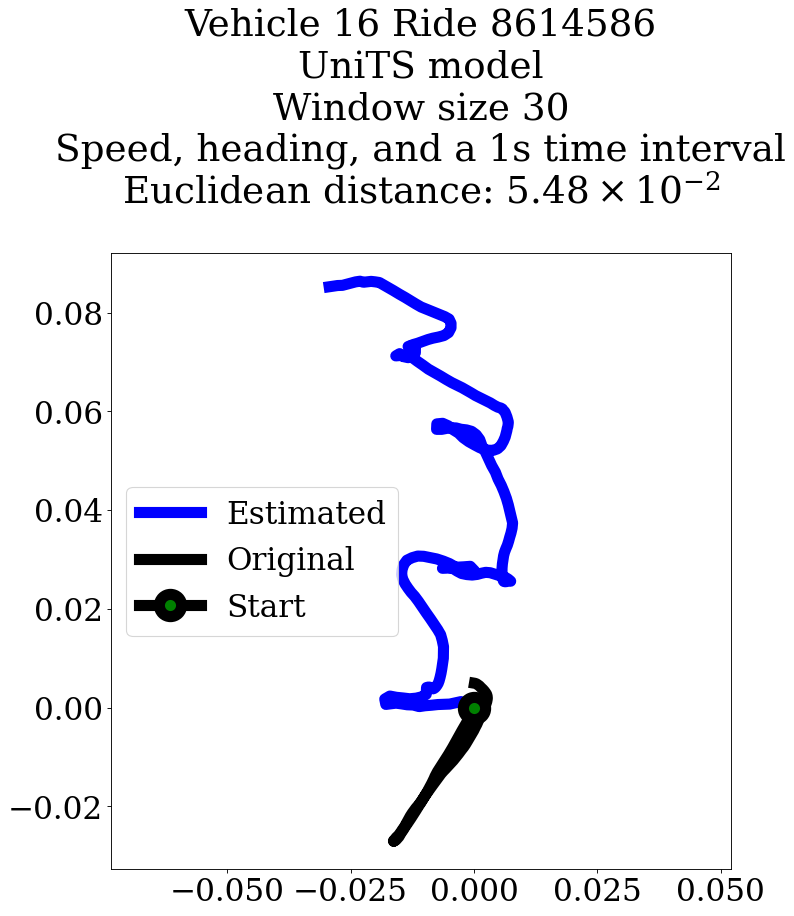 Vehicle 16 Ride 8614586
UniTS model
Window size 30
Speed, heading, and a 1s time interval
Euclidean distance: 5.48 × 10⁻²
0.08
0.06
0.04
0.02
0.00
−0.02
Estimated
Original
Start
−0.050 −0.025 0.000 0.025 0.050